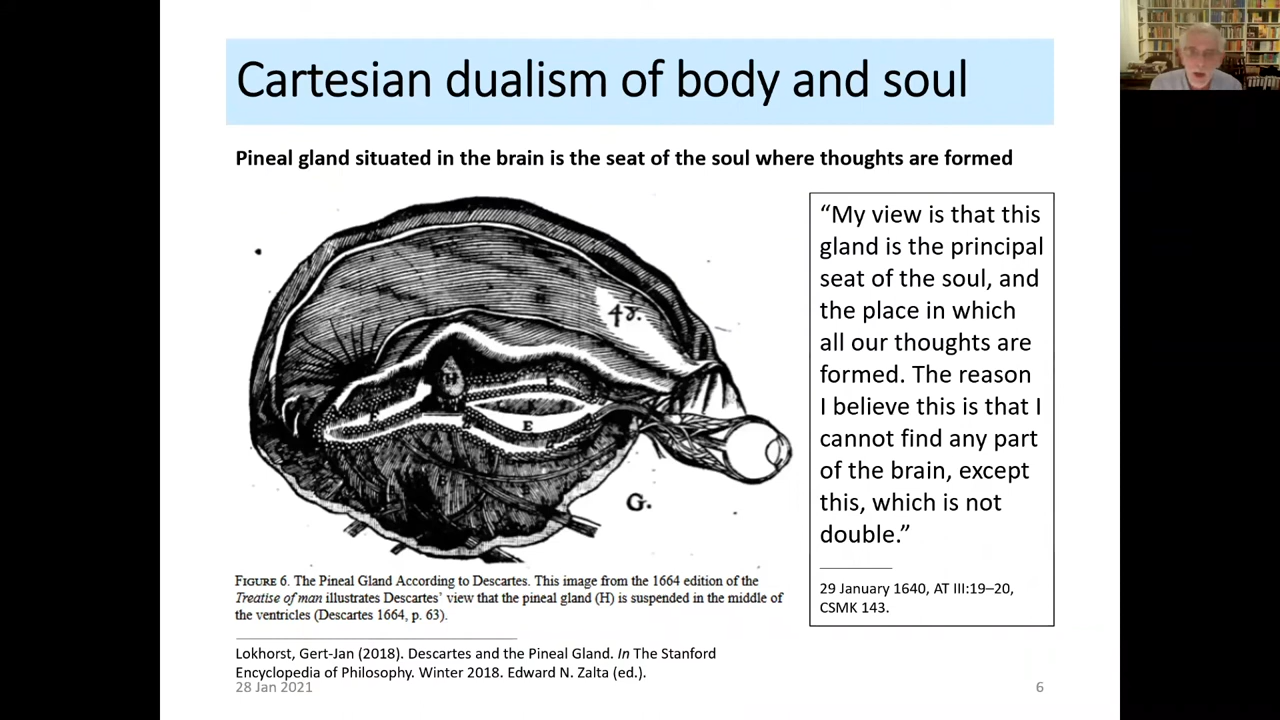 Cartesian dualism of body and soul
Pineal gland situated in the brain is the seat of the soul where thoughts are formed
48.
H
F
F
E
B
G.
FIGURE 6. The Pineal Gland According to Descartes. This image from the 1664 edition of the
Treatise of man illustrates Descartes' view that the pineal gland (H) is suspended in the middle of
the ventricles (Descartes 1664, p. 63).
Lokhorst, Gert-Jan (2018). Descartes and the Pineal Gland. In The Stanford
Encyclopedia of Philosophy. Winter 2018. Edward N. Zalta (ed.).
“My view is that this
gland is the principal
seat of the soul, and
the place in which
all our thoughts are
formed. The reason
I believe this is that I
cannot find any part
of the brain, except
this, which is not
double.”
29 January 1640, AT III:19–20,
CSMK 143.
28 Jan 2021
6